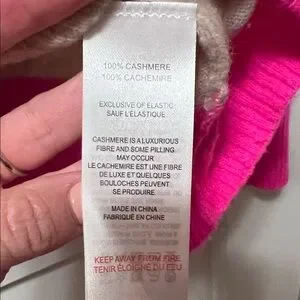 100% CASHMERE
100% CACHEMIRE
EXCLUSIVE OF ELASTIC
SAUF L'ÉLASTIQUE
CASHMERE IS A LUXURIOUS
FIBRE AND SOME PILLING
MAY OCCUR
LE CACHEMIRE EST UNE FIBRE
DE LUXE ET QUELQUES
BOULOCHES PEUVENT
SE PRODUIRE
MADE IN CHINA
FABRIQUÉ EN CHINE
KEEP AWAY FROM FIRE
TENIR ÉLOIGNÉ DU FEU